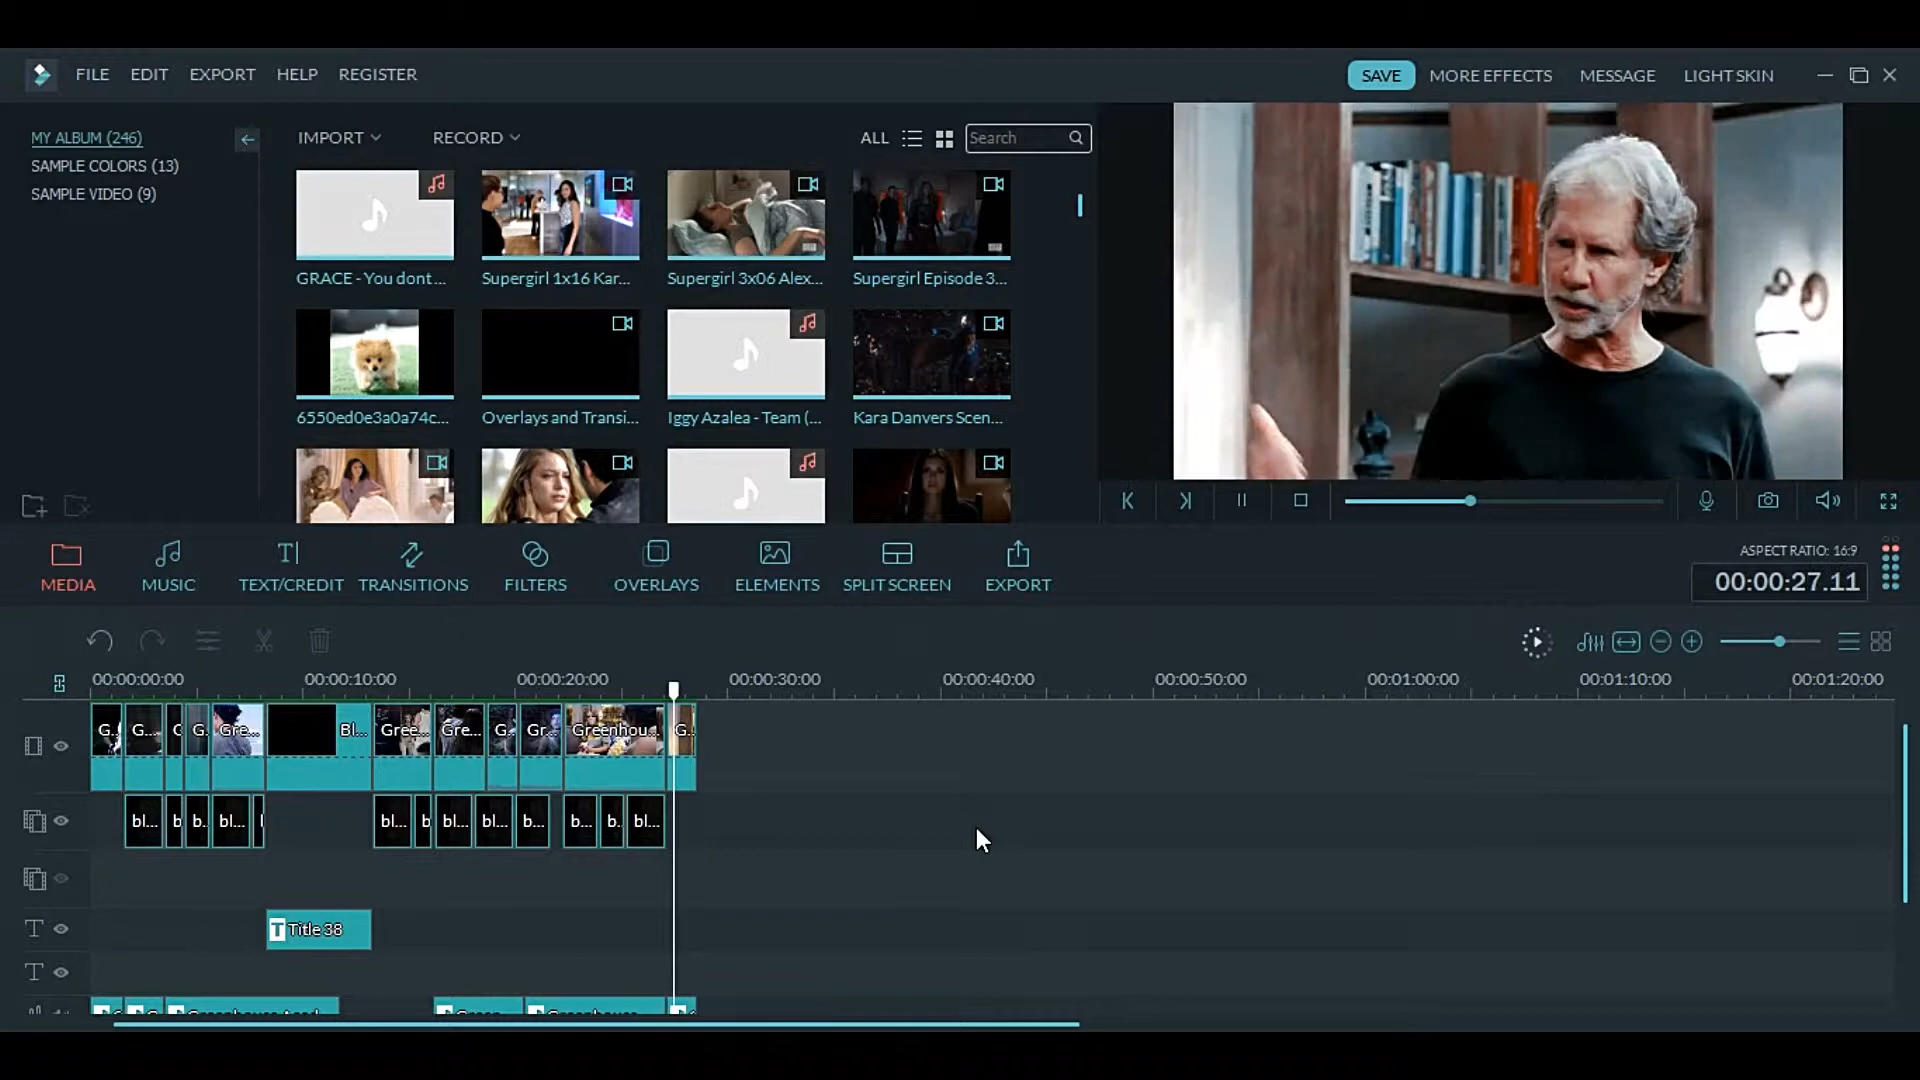 FILE EDIT EXPORT HELP REGISTER
SAVE MORE EFFECTS MESSAGE LIGHT SKIN
MY ALBUM (246)
SAMPLE COLORS (13)
SAMPLE VIDEO (9)
IMPORT RECORD ALL Search
GRACE - You dont... Supergirl 1x16 Kar... Supergirl 3x06 Alex... Supergirl Episode 3...
6550ed0e3a0a74c... Overlays and Transi... Iggy Azalea - Team (... Kara Danvers Scen...
MEDIA MUSIC TEXT/CREDIT TRANSITIONS FILTERS OVERLAYS ELEMENTS SPLIT SCREEN EXPORT
ASPECT RATIO: 16:9
00:00:27.11
00:00:00:00 00:00:10:00 00:00:20:00 00:00:30:00 00:00:40:00 00:00:50:00 00:01:00:00 00:01:10:00 00:01:20:00
G.. G... G G. Gre... Bl... Gree... Gre... G.. Gr... Greenhou... G..
bl... b b.. bl... bl... b bl... bl... b... b... b.. bl...
T Title 38